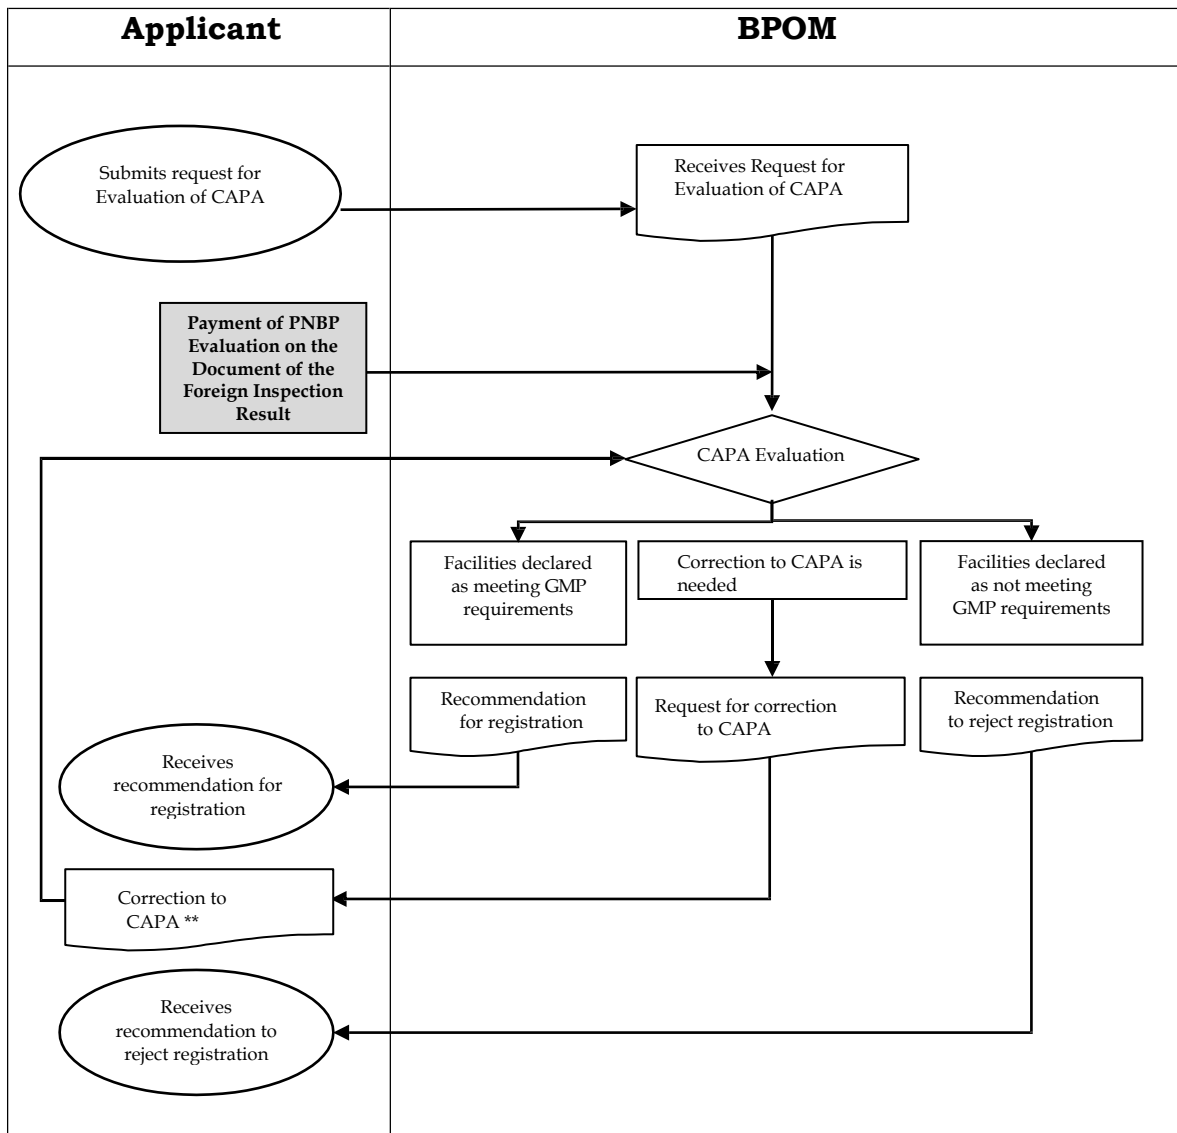 Applicant
BPOM
Submits request for
Evaluation of CAPA
Receives Request for
Evaluation of CAPA
Payment of PNBP
Evaluation on the
Document of the
Foreign Inspection
Result
CAPA Evaluation
Facilities declared
as meeting GMP
requirements
Correction to CAPA is
needed
Facilities declared
as not meeting
GMP requirements
Recommendation
for registration
Request for correction
to CAPA
Recommendation
to reject registration
Receives
recommendation for
registration
Correction to
CAPA **
Receives
recommendation to
reject registration